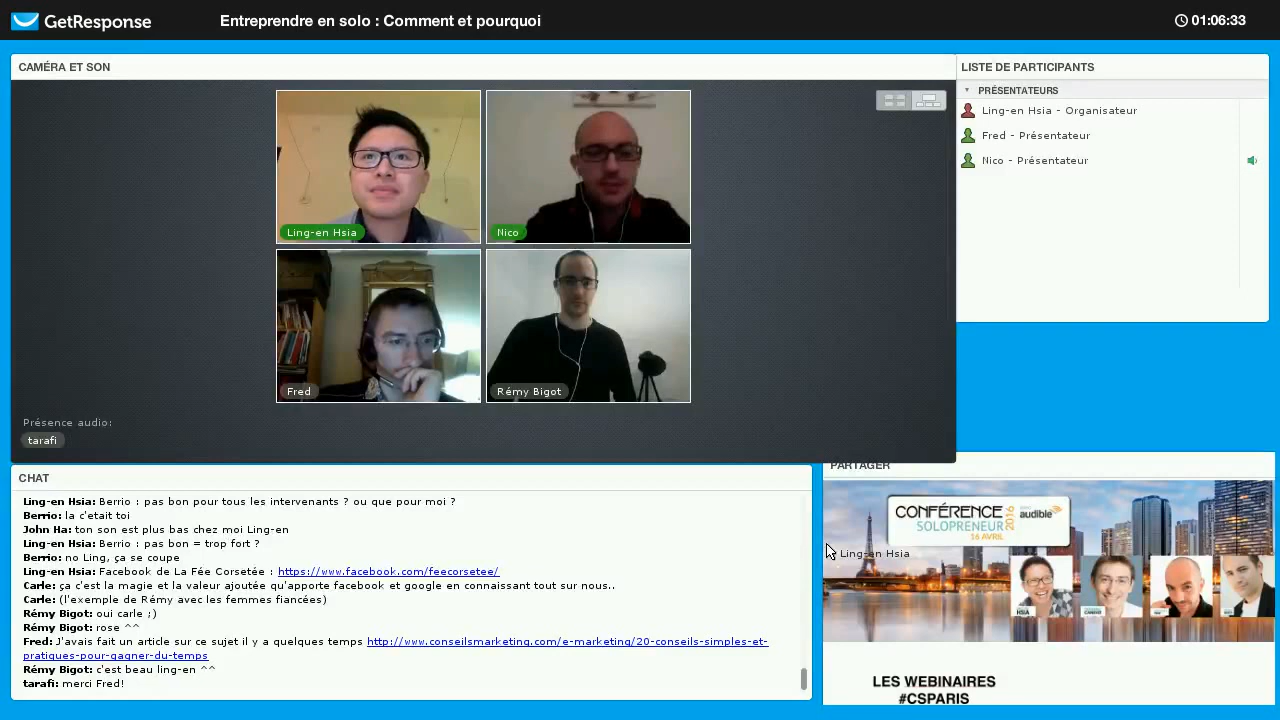 GetResponse
Entreprendre en solo : Comment et pourquoi
01:06:33
CAMÉRA ET SON
LISTE DE PARTICIPANTS
PRÉSENTATEURS
Ling-en Hsia - Organisateur
Fred - Présentateur
Nico - Présentateur
Ling-en Hsia
Nico
Fred
Rémy Bigot
Présence audio:
tarafi
CHAT
Ling-en Hsia: Berrio : pas bon pour tous les intervenants ? ou que pour moi ?
Berrio: la c'etait toi
John Ha: ton son est plus bas chez moi Ling-en
Ling-en Hsia: Berrio : pas bon = trop fort ?
Berrio: no Ling, ça se coupe
Ling-en Hsia: Facebook de La Fée Corsetée : https://www.facebook.com/feecorsetee/
Carle: ça c'est la magie et la valeur ajoutée qu'apporte facebook et google en connaissant tout sur nous..
Carle: (l'exemple de Rémy avec les femmes fiancées)
Rémy Bigot: oui carle ;)
Rémy Bigot: rose ^^
Fred: J'avais fait un article sur ce sujet il y a quelques temps http://www.conseilsmarketing.com/e-marketing/20-conseils-simples-et-
pratiques-pour-gagner-du-temps
Rémy Bigot: c'est beau ling-en ^^
tarafi: merci Fred!
PARTAGER
CONFÉRENCE
SOLOPRENEUR
2016
16 AVRIL
audible
Ling-en Hsia
HSIA
LES WEBINAIRES
#CSPARIS